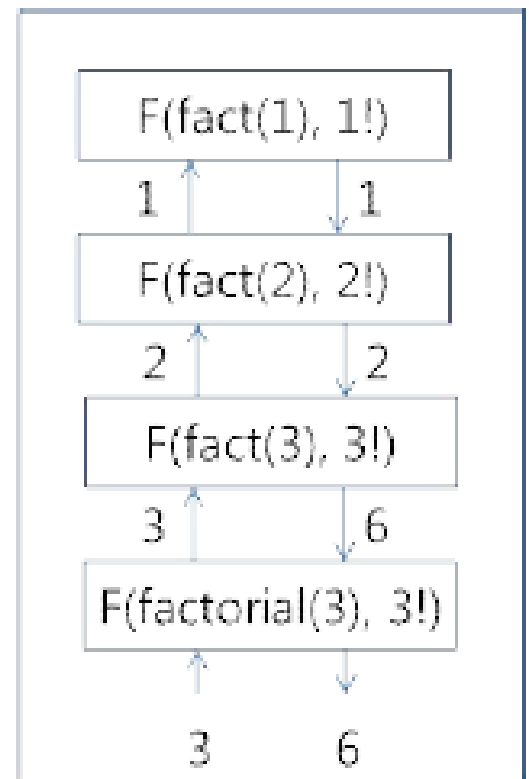 F(fact(1), 1!)
1 1
F(fact(2), 2!)
2 2
F(fact(3), 3!)
3 6
F(factorial(3), 3!)
3 6